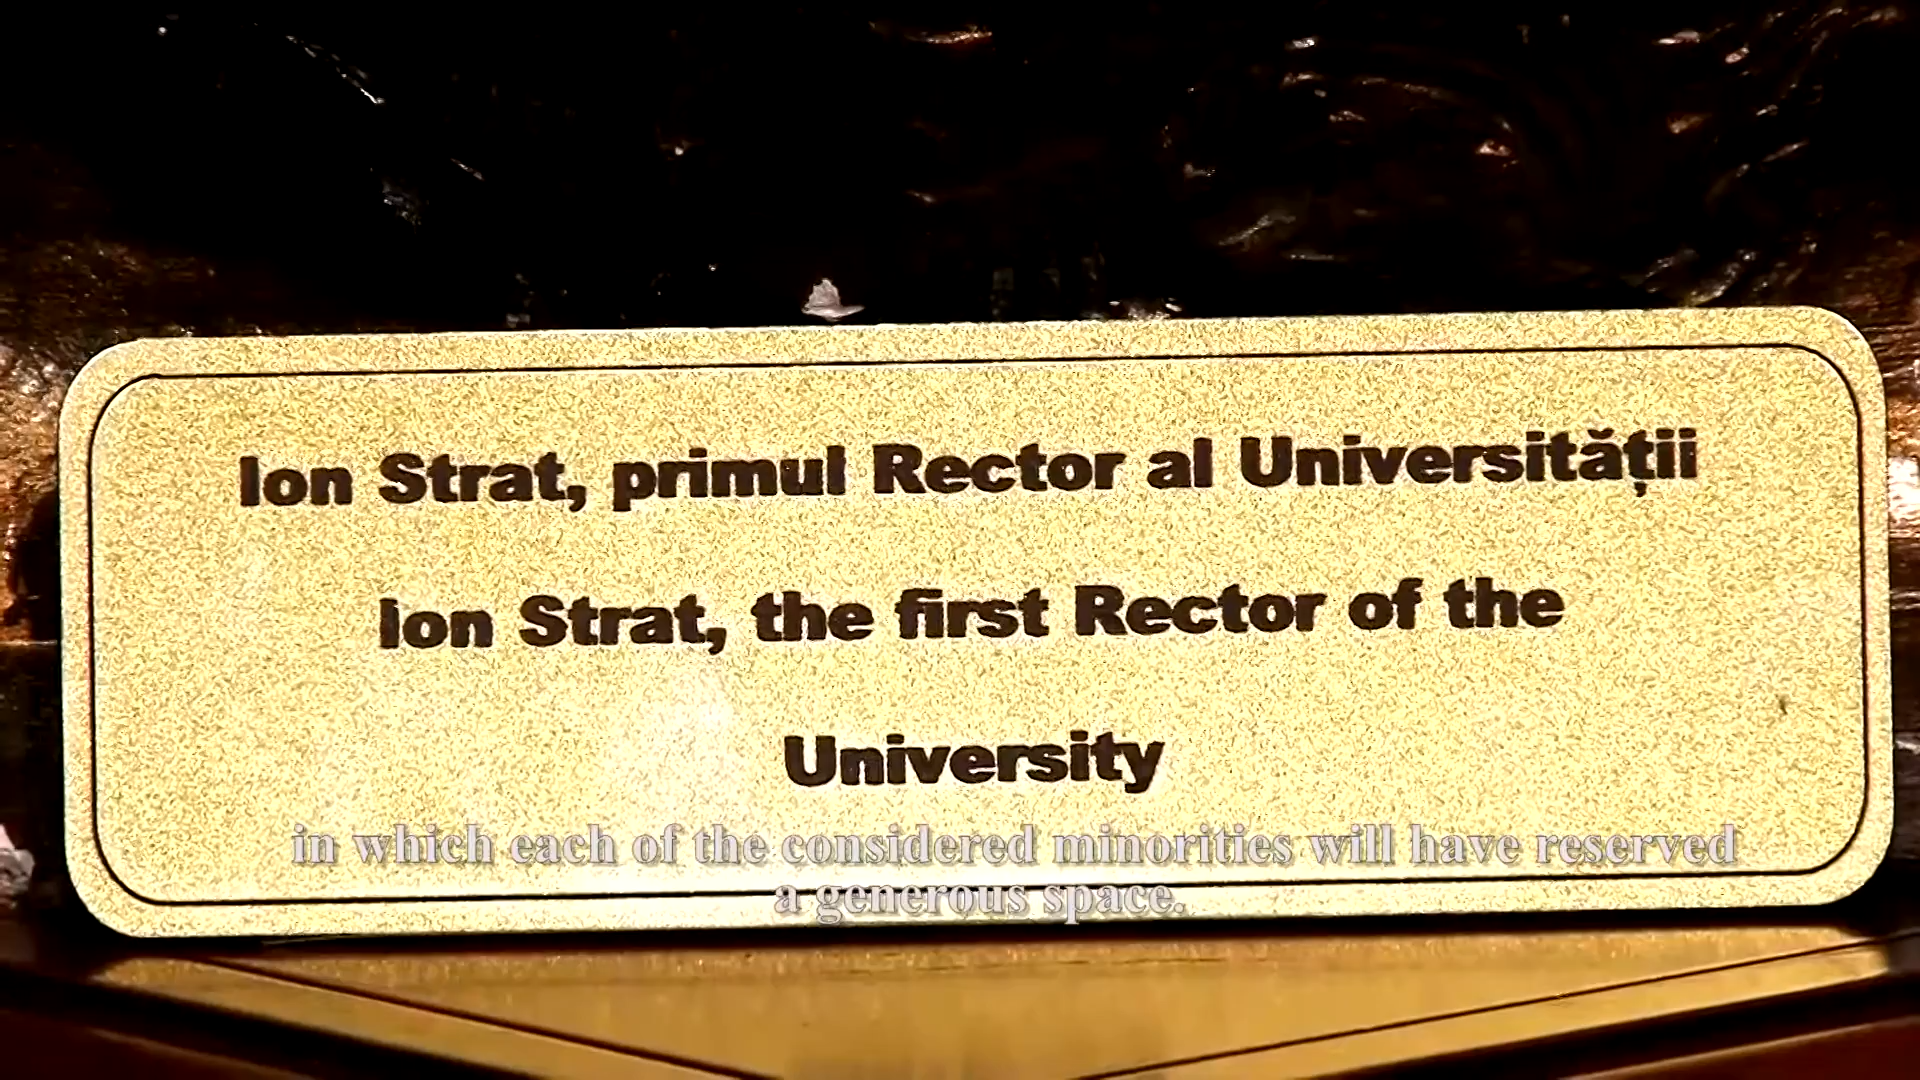 Ion Strat, primul Rector al Universității
Ion Strat, the first Rector of the
University
in which each of the considered minorities will have reserved
a generous space.